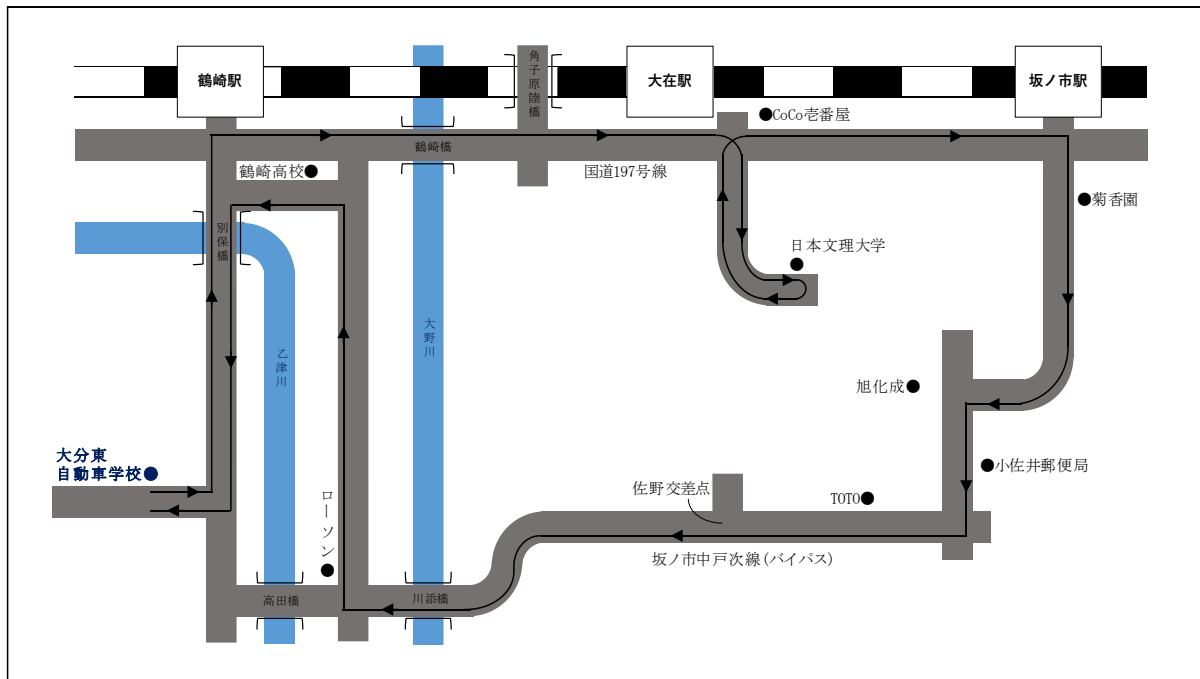 鶴崎駅
角子原陸橋
大在駅
坂ノ市駅
CoCo壱番屋
鶴崎橋
鶴崎高校
国道197号線
菊香園
別保橋
日本文理大学
大野川
乙津川
旭化成
大分東
自動車学校
小佐井郵便局
佐野交差点
TOTO
ローソン
坂ノ市中戸次線(バイパス)
高田橋
川添橋